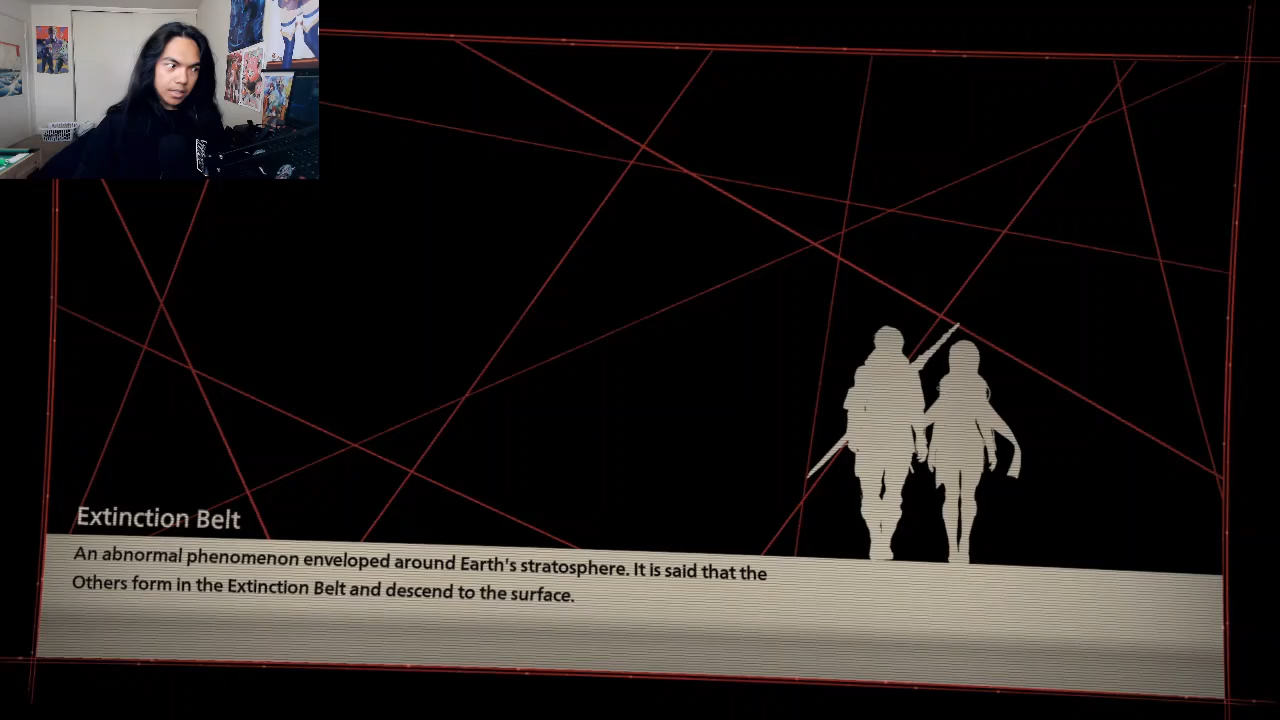 Extinction Belt
An abnormal phenomenon enveloped around Earth's stratosphere. It is said that the
Others form in the Extinction Belt and descend to the surface.